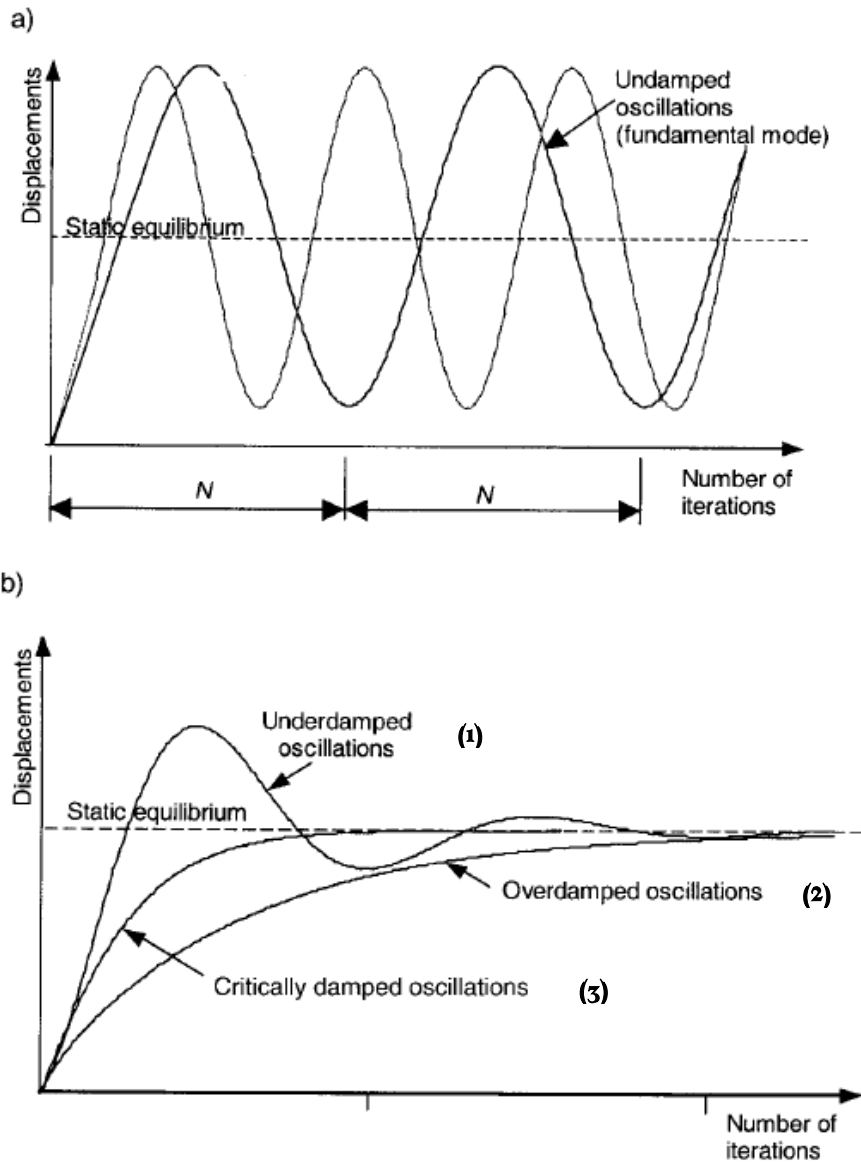 a)
Displacements
Undamped
oscillations
(fundamental mode)
Static equilibrium
N
N
Number of
iterations
b)
Displacements
Underdamped
oscillations
(1)
Static equilibrium
Overdamped oscillations
(2)
Critically damped oscillations
(3)
Number of
iterations